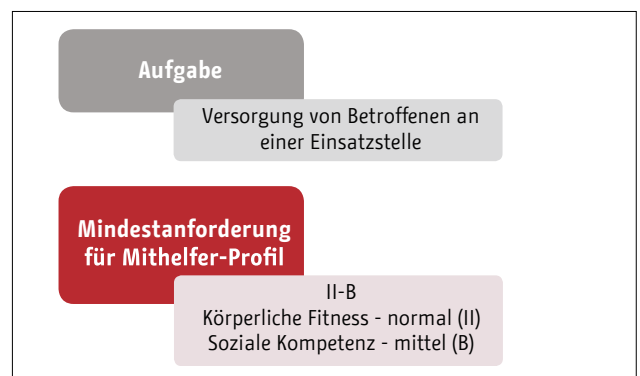 Aufgabe
Versorgung von Betroffenen an
einer Einsatzstelle
Mindestanforderung
für Mithelfer-Profil
II-B
Körperliche Fitness - normal (II)
Soziale Kompetenz - mittel (B)